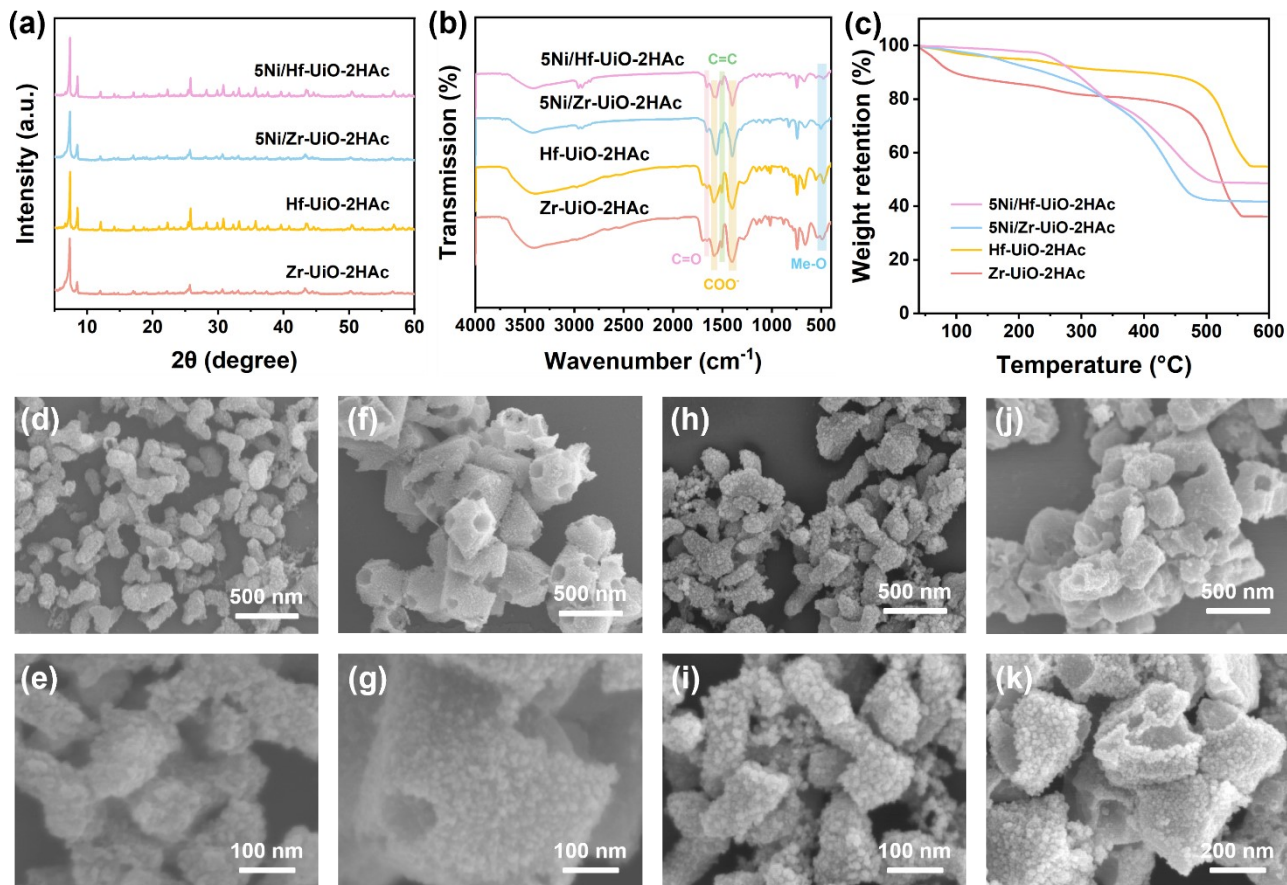 (a)
5Ni/Hf-UiO-2HAc
5Ni/Zr-UiO-2HAc
Hf-UiO-2HAc
Zr-UiO-2HAc
Intensity (a.u.)
10 20 30 40 50 60
2θ (degree)
(b)
5Ni/Hf-UiO-2HAc
C=C
5Ni/Zr-UiO-2HAc
Hf-UiO-2HAc
Zr-UiO-2HAc
C=O
COO⁻
Me-O
Transmission (%)
4000 3500 3000 2500 2000 1500 1000 500
Wavenumber (cm⁻¹)
(c)
100
80
60
40
20
0
Weight retention (%)
5Ni/Hf-UiO-2HAc
5Ni/Zr-UiO-2HAc
Hf-UiO-2HAc
Zr-UiO-2HAc
100 200 300 400 500 600
Temperature (°C)
(d)
500 nm
(f)
500 nm
(h)
500 nm
(j)
500 nm
(e)
100 nm
(g)
100 nm
(i)
100 nm
(k)
200 nm